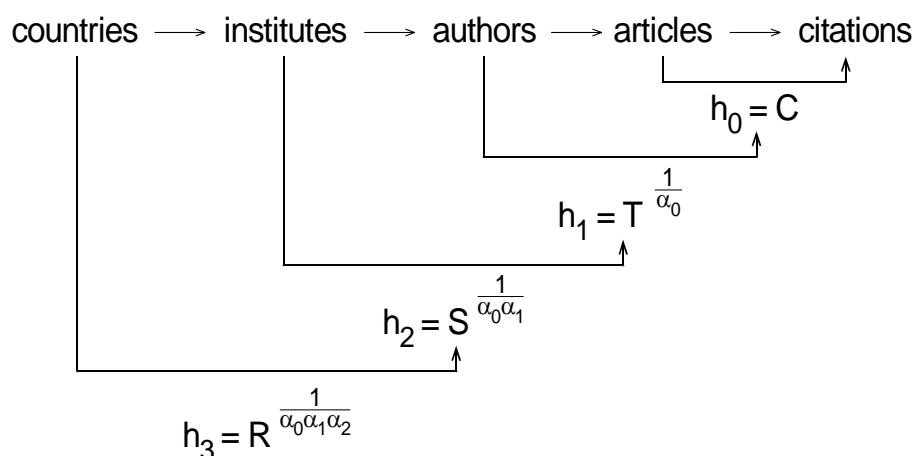 countries → institutes → authors → articles → citations
h₀ = C
h₁ = T^(1/α₀)
h₂ = S^(1/(α₀α₁))
h₃ = R^(1/(α₀α₁α₂))